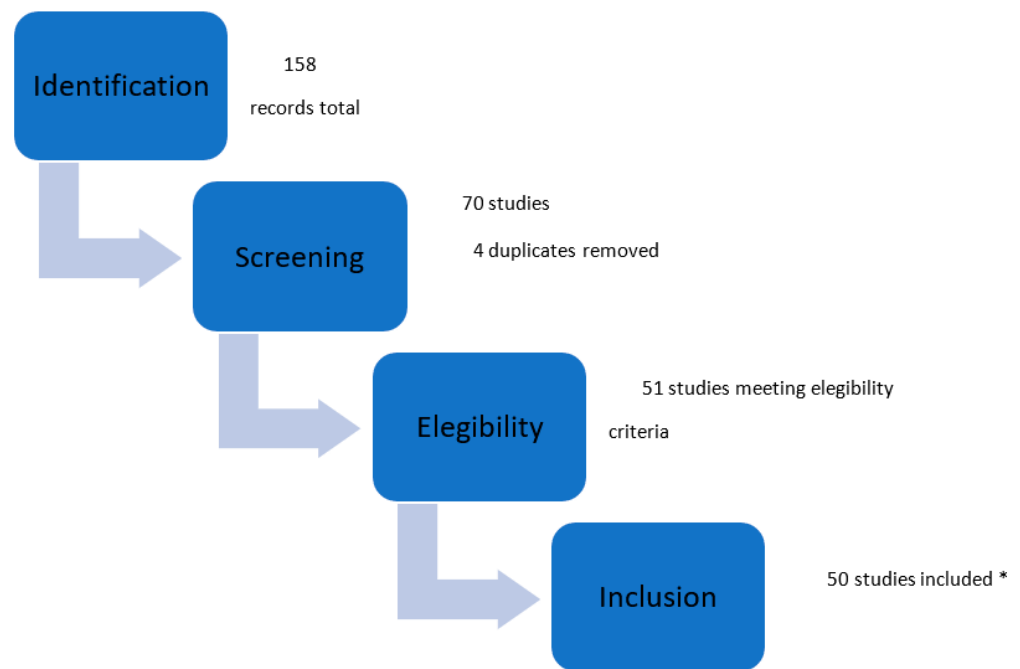 Identification
158
records total
Screening
70 studies
4 duplicates removed
Elegibility
51 studies meeting elegibility
criteria
Inclusion
50 studies included *